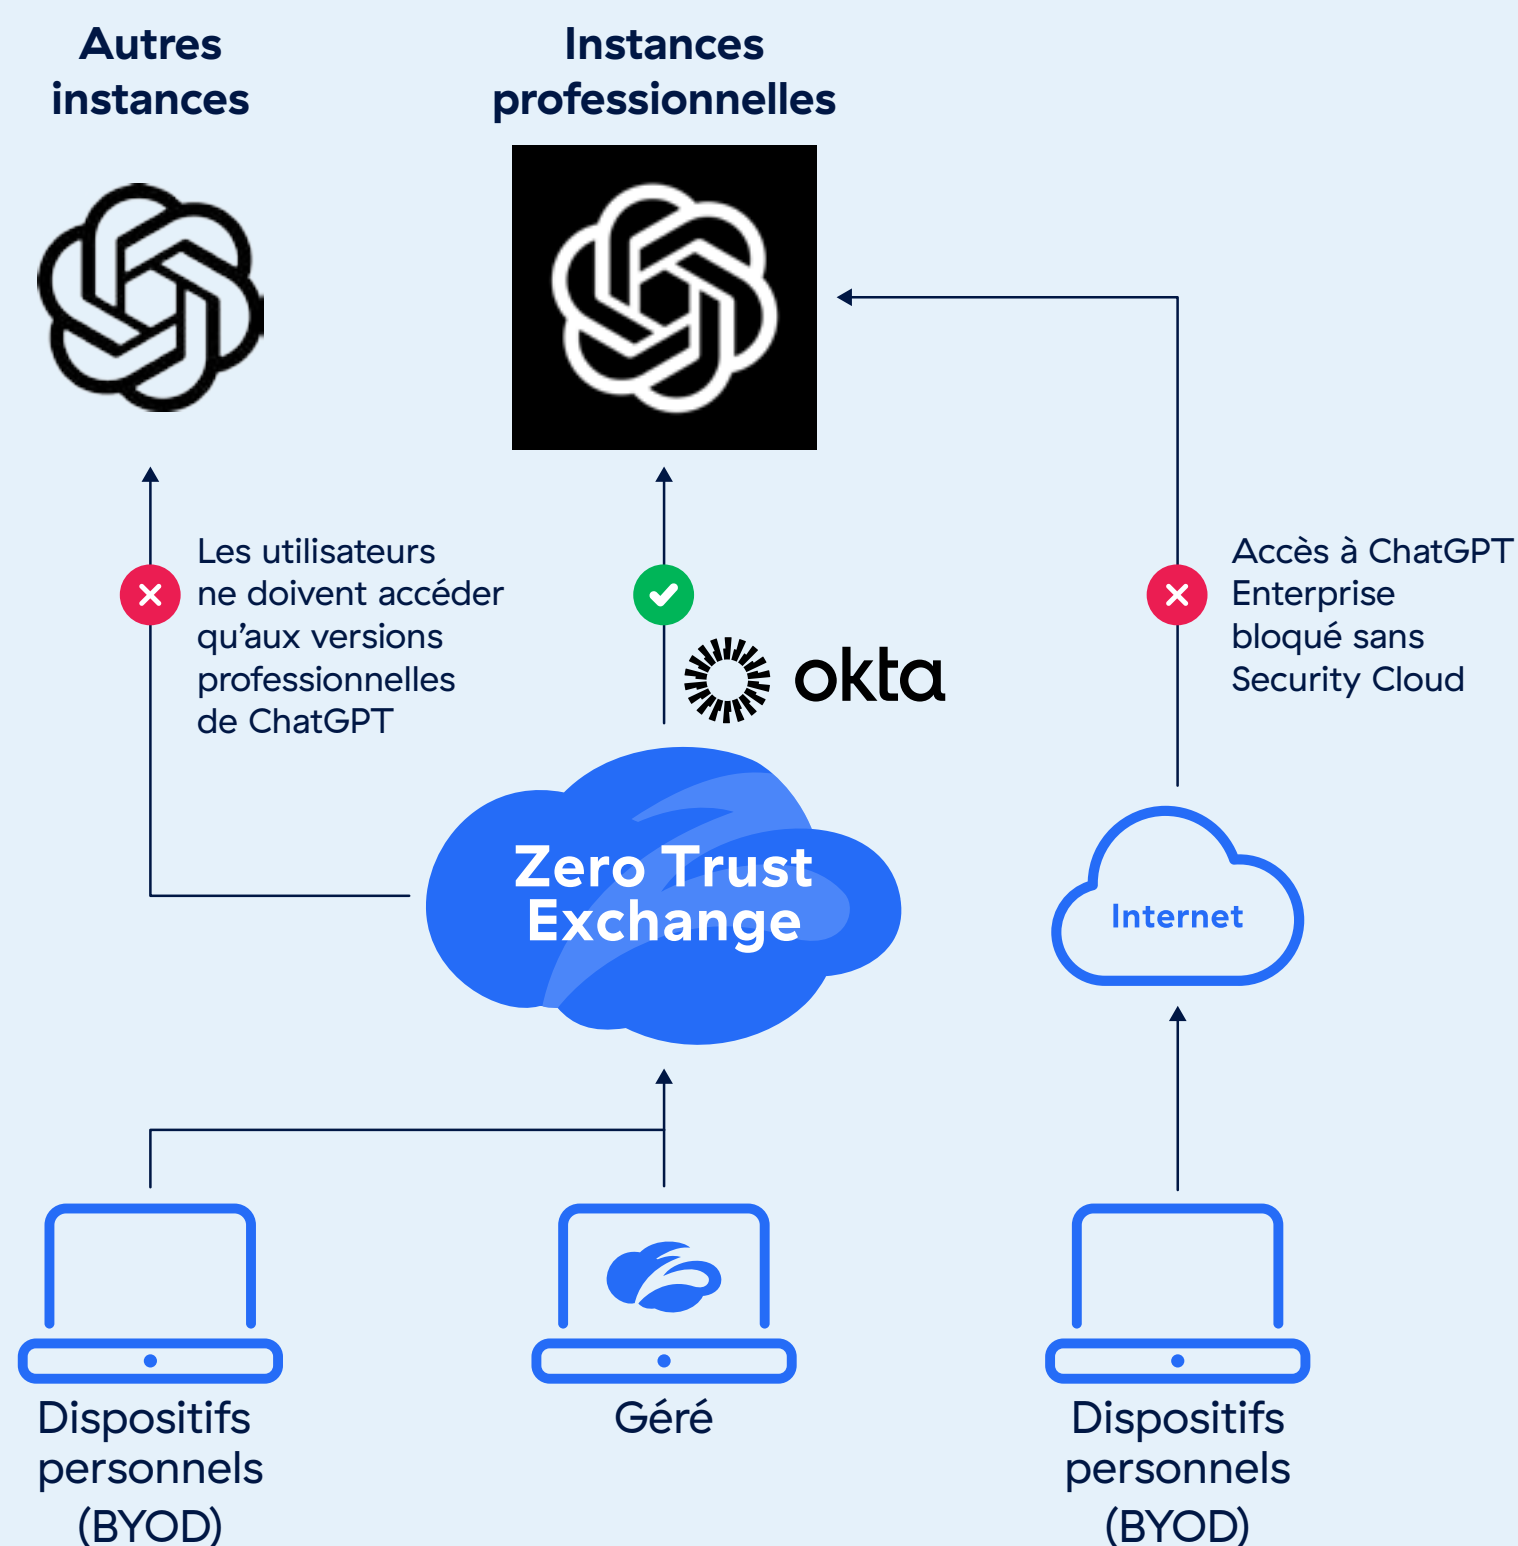 Autres
instances
Instances
professionnelles
Les utilisateurs
ne doivent accéder
qu’aux versions
professionnelles
de ChatGPT
okta
Accès à ChatGPT
Enterprise
bloqué sans
Security Cloud
Zero Trust
Exchange
Internet
Dispositifs
personnels
(BYOD)
Géré
Dispositifs
personnels
(BYOD)